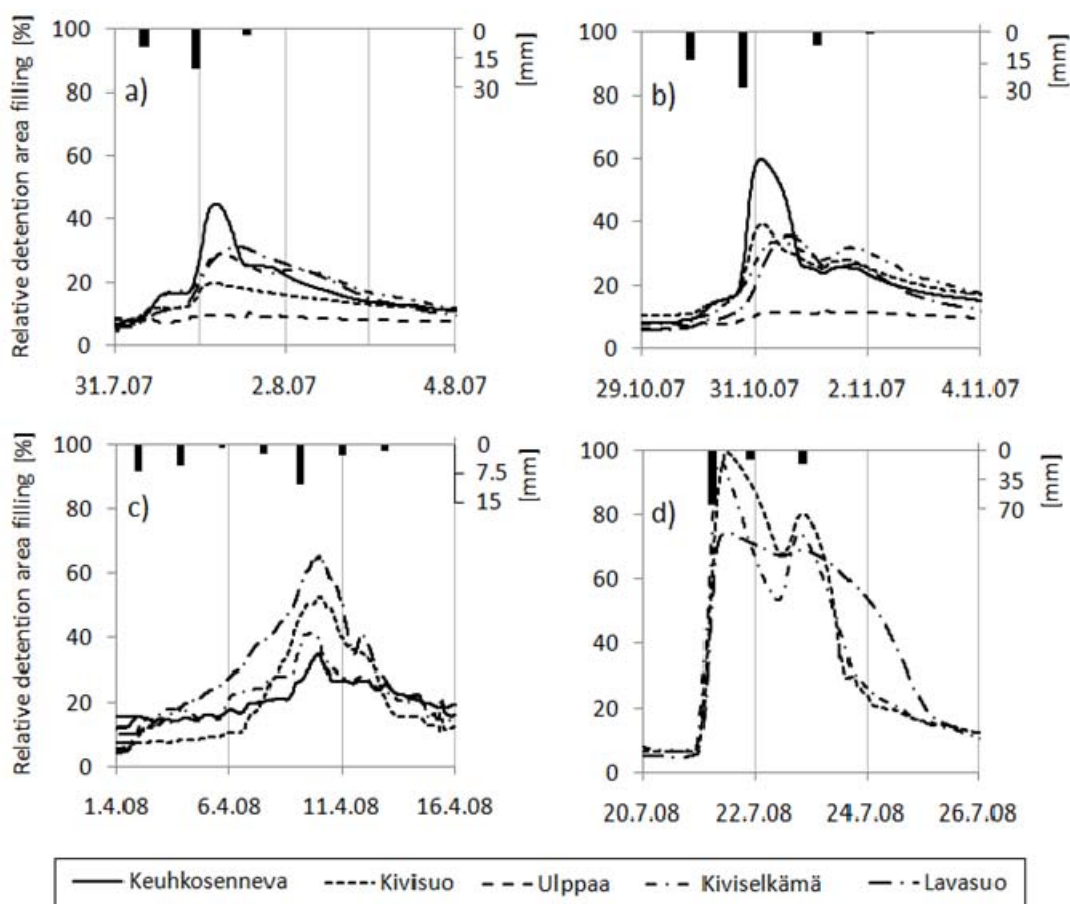 Relative detention area filling [%]
100
80
60
40
20
0
a)
0
15
30
[mm]
31.7.07 2.8.07 4.8.07
100
80
60
40
20
0
b)
0
15
30
[mm]
29.10.07 31.10.07 2.11.07 4.11.07
Relative detention area filling [%]
100
80
60
40
20
0
c)
0
7.5
15
[mm]
1.4.08 6.4.08 11.4.08 16.4.08
100
80
60
40
20
0
d)
0
35
70
[mm]
20.7.08 22.7.08 24.7.08 26.7.08
Keuhkosenneva Kivisuo Ulppaa Kiviselkämä Lavasuo